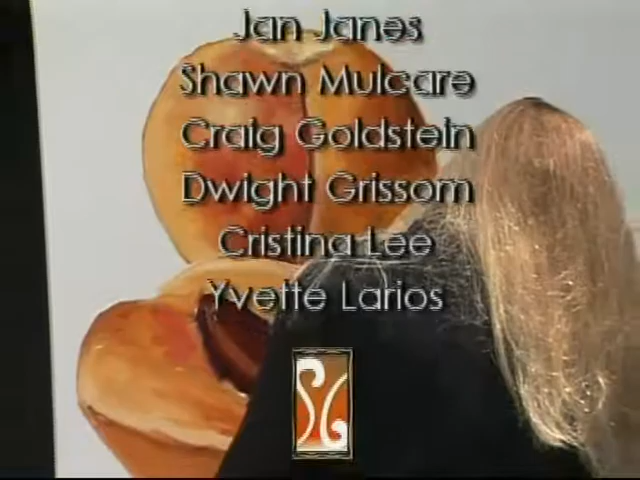 Jan Janes
Shawn Mulcare
Craig Goldstein
Dwight Grissom
Cristina Lee
Yvette Larios